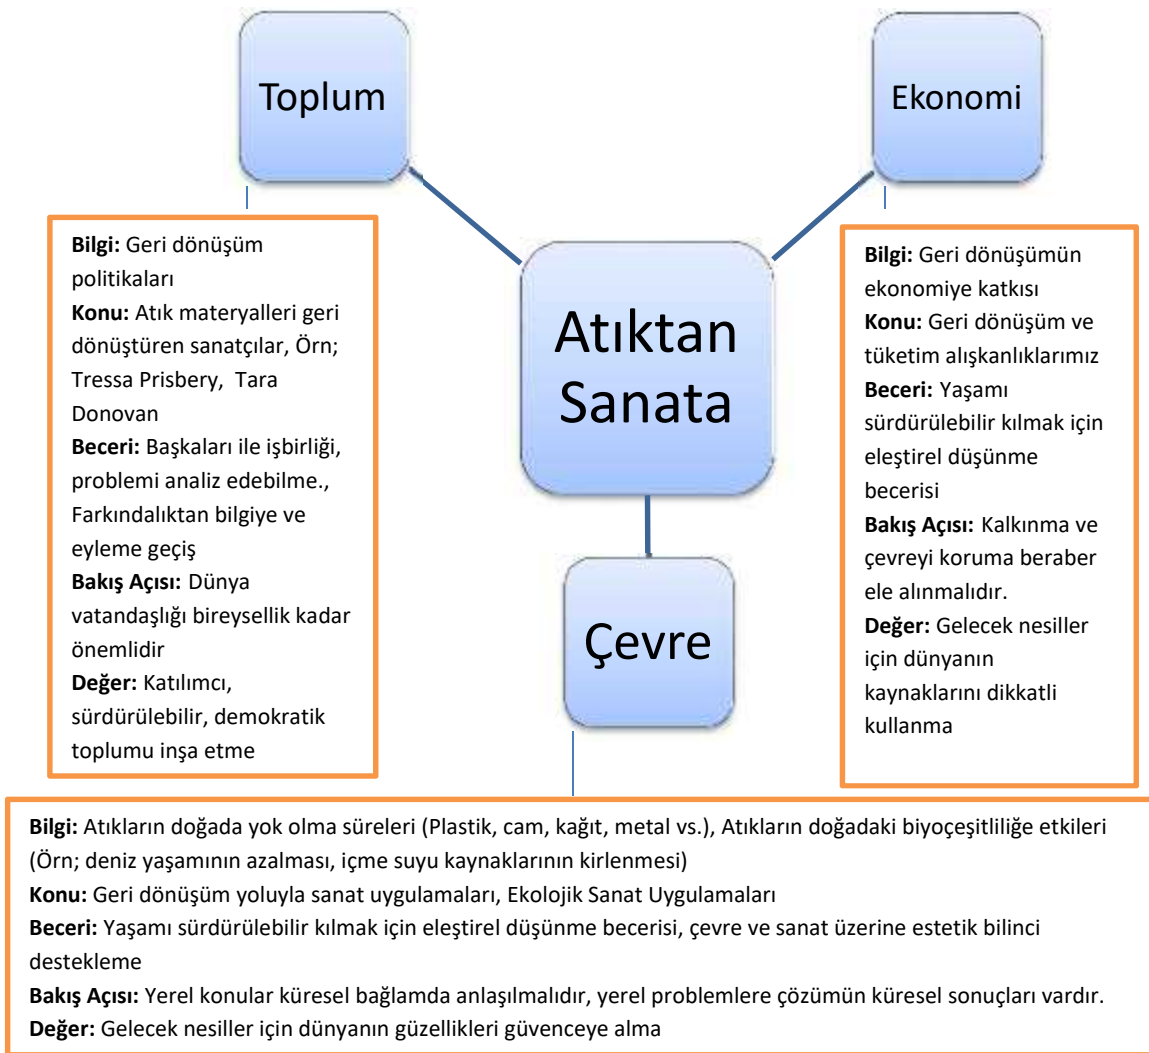 Toplum
Ekonomi
Atıktan
Sanata
Çevre
Bilgi: Geri dönüşüm
politikaları
Konu: Atık materyalleri geri
dönüştüren sanatçılar, Örn;
Tressa Prisbery, Tara
Donovan
Beceri: Başkaları ile işbirliği,
problemi analiz edebilme.,
Farkındalıktan bilgiye ve
eyleme geçiş
Bakış Açısı: Dünya
vatandaşlığı bireysellik kadar
önemlidir
Değer: Katılımcı,
sürdürülebilir, demokratik
toplumu inşa etme
Bilgi: Geri dönüşümün
ekonomiye katkısı
Konu: Geri dönüşüm ve
tüketim alışkanlıklarımız
Beceri: Yaşamı
sürdürülebilir kılmak için
eleştirel düşünme
becerisi
Bakış Açısı: Kalkınma ve
çevreyi koruma beraber
ele alınmalıdır.
Değer: Gelecek nesiller
için dünyanın
kaynaklarını dikkatli
kullanma
Bilgi: Atıkların doğada yok olma süreleri (Plastik, cam, kağıt, metal vs.), Atıkların doğadaki biyoçeşitliliğe etkileri
(Örn; deniz yaşamının azalması, içme suyu kaynaklarının kirlenmesi)
Konu: Geri dönüşüm yoluyla sanat uygulamaları, Ekolojik Sanat Uygulamaları
Beceri: Yaşamı sürdürülebilir kılmak için eleştirel düşünme becerisi, çevre ve sanat üzerine estetik bilinci
destekleme
Bakış Açısı: Yerel konular küresel bağlamda anlaşılmalıdır, yerel problemlere çözümün küresel sonuçları vardır.
Değer: Gelecek nesiller için dünyanın güzellikleri güvenceye alma